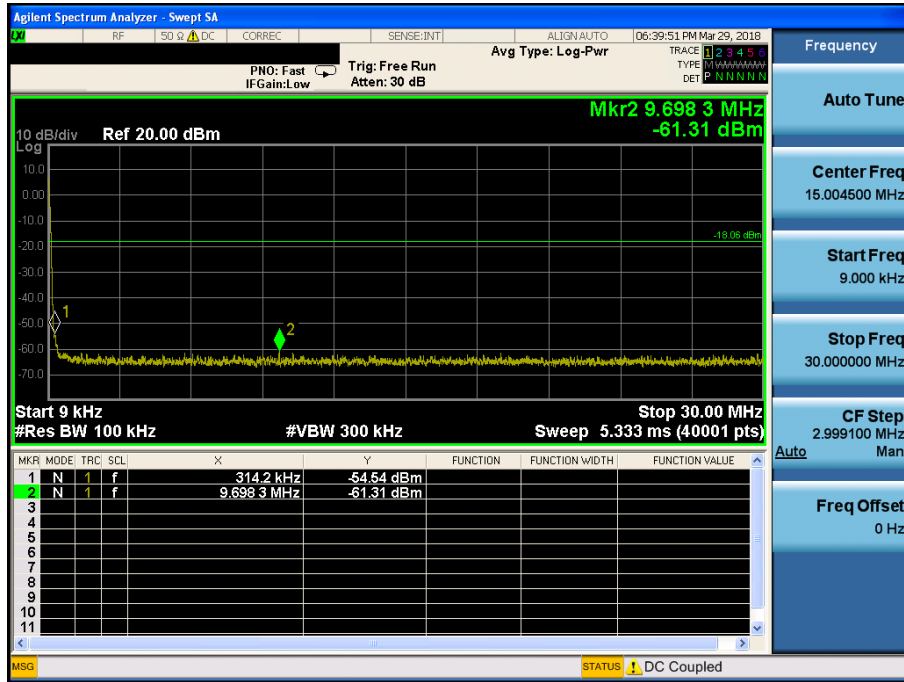 Agilent Spectrum Analyzer - Swept SA
LXI RF 50 Ω DC CORREC SENSE:INT ALIGN AUTO 06:39:51 PM Mar 29, 2018
Frequency
Avg Type: Log-Pwr
TRACE 1 2 3 4 5 6
PNO: Fast Trig: Free Run
TYPE M W W W W W
IFGain:Low Atten: 30 dB
DET P N N N N N
Auto Tune
Mkr2 9.698 3 MHz
10 dB/div Ref 20.00 dBm -61.31 dBm
Log
10.0
0.00
-10.0
-18.06 dBm
-20.0
-30.0
-40.0
-50.0
-60.0
-70.0
1
2
Center Freq
15.004500 MHz
Start Freq
9.000 kHz
Stop Freq
30.000000 MHz
CF Step
2.999100 MHz
Auto Man
Freq Offset
0 Hz
Start 9 kHz Stop 30.00 MHz
#Res BW 100 kHz #VBW 300 kHz Sweep 5.333 ms (40001 pts)
MKR MODE TRC SCL X Y FUNCTION FUNCTION WIDTH FUNCTION VALUE
1 N 1 f 314.2 kHz -54.54 dBm
2 N 1 f 9.698 3 MHz -61.31 dBm
3
4
5
6
7
8
9
10
11
MSG STATUS DC Coupled